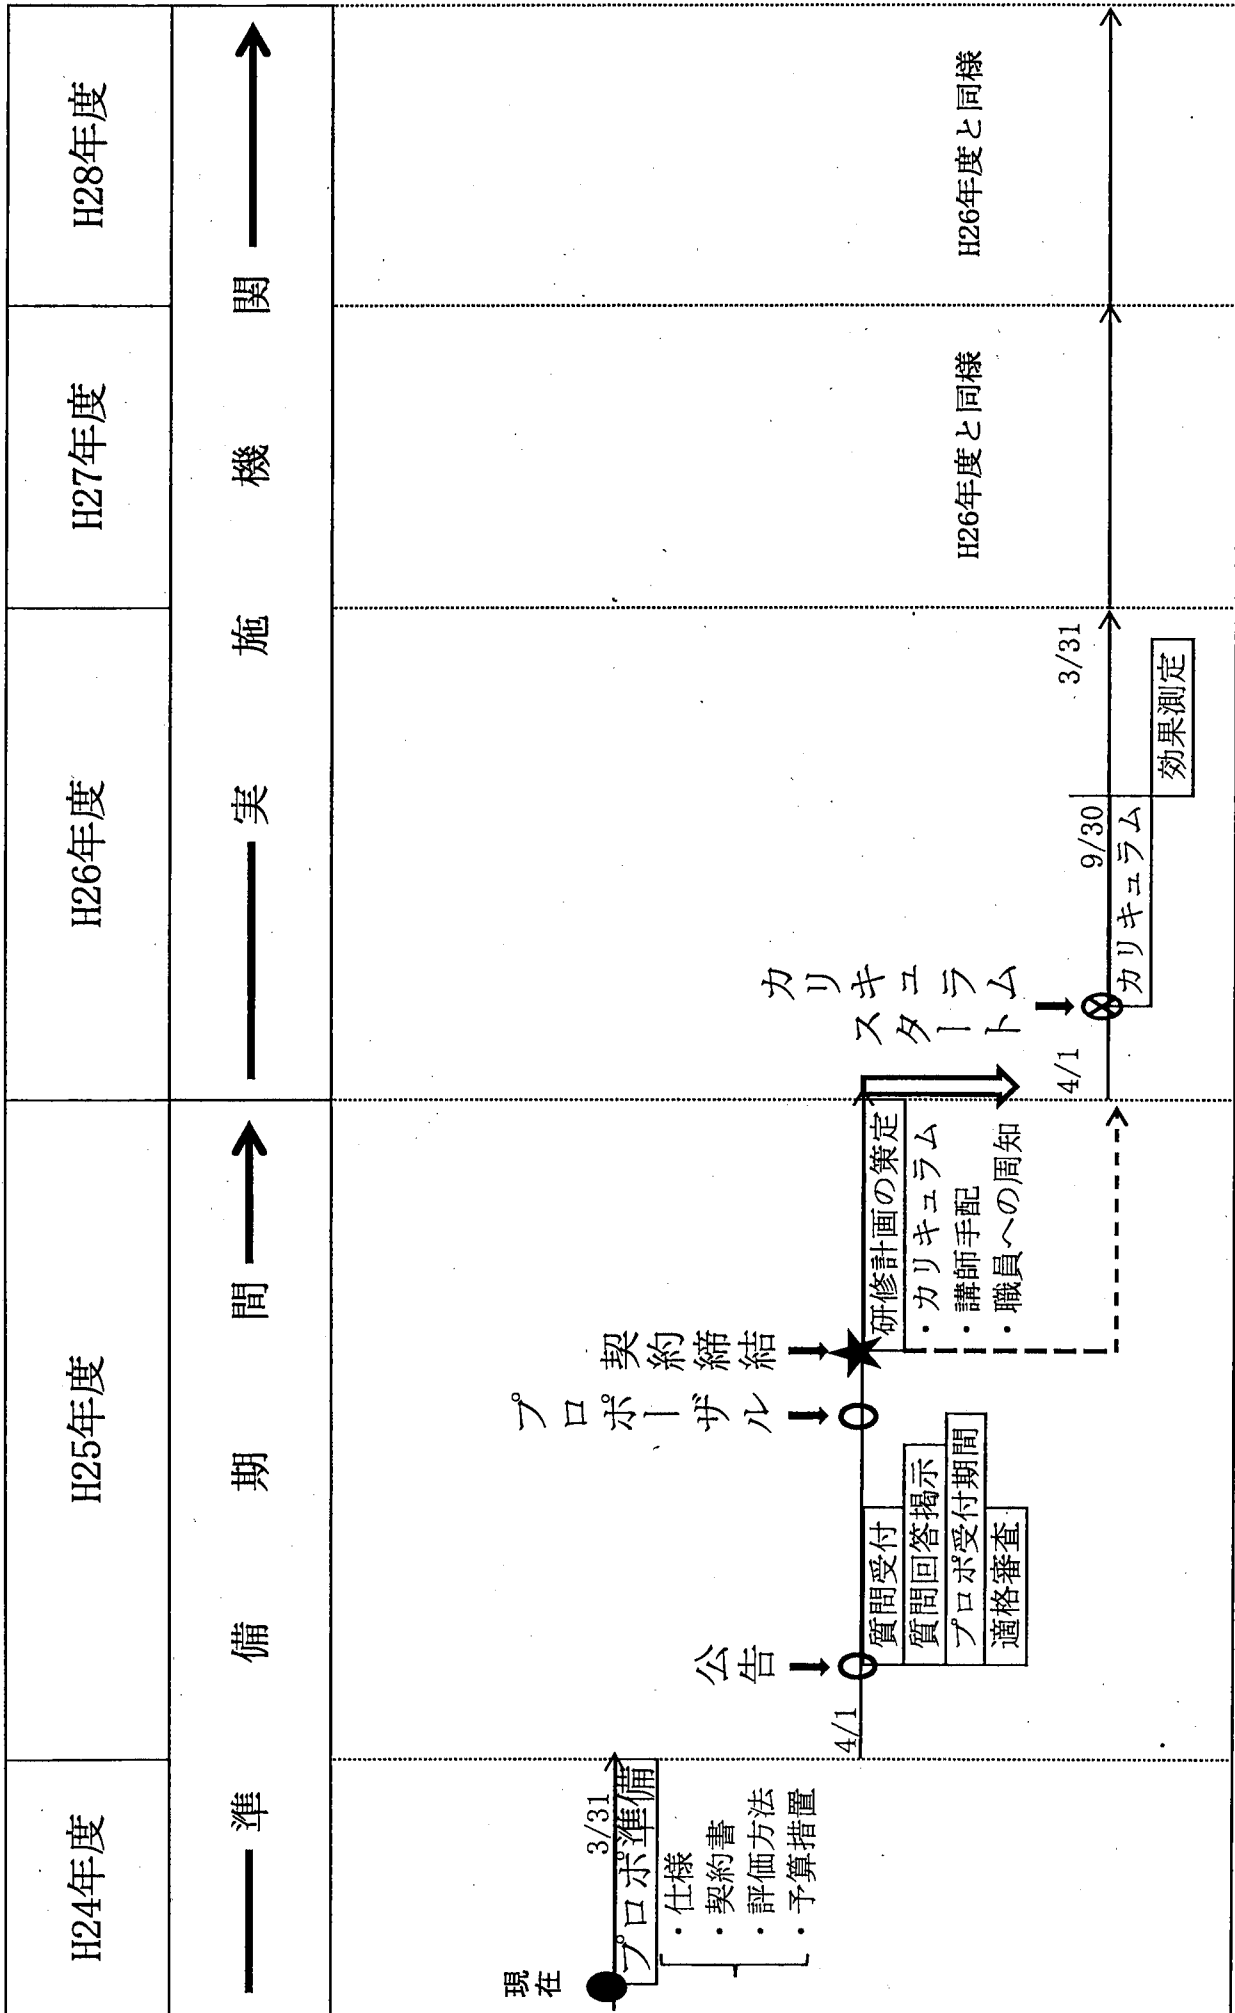 H24年度
H25年度
H26年度
H27年度
H28年度
準備期間
実施機関
現在
3/31
プロポ準備
・仕様
・契約書
・評価方法
・予算措置
4/1
公告
質問受付
質問回答掲示
プロポ受付期間
適格審査
プロポーザル
契約締結
研修計画の策定
・カリキュラム
・講師手配
・職員への周知
カリキュラム
スタート
4/1
9/30
3/31
カリキュラム
効果測定
H26年度と同様
H26年度と同様